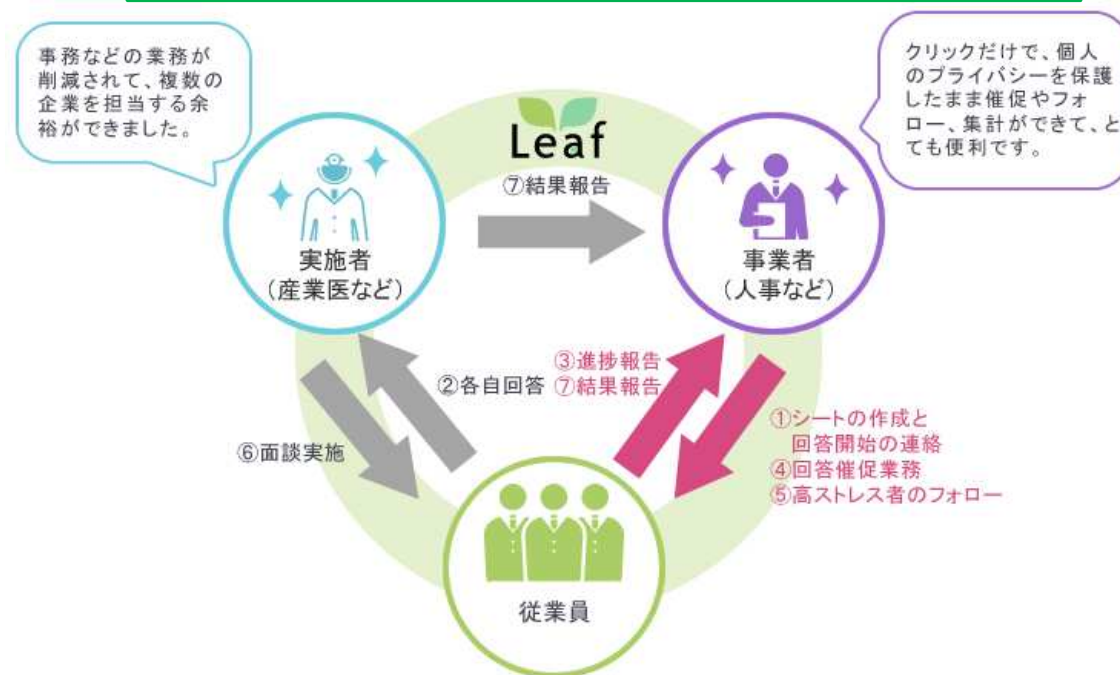 事務などの業務が
削減されて、複数の
企業を担当する余
裕ができました。
クリックだけで、個人
のプライバシーを保護
したまま催促やフォ
ロー、集計ができて、と
ても便利です。
Leaf
⑦結果報告
実施者
（産業医など）
事業者
（人事など）
③進捗報告
②各自回答
⑦結果報告
①シートの作成と
回答開始の連絡
④回答催促業務
⑤高ストレス者のフォロー
⑥面談実施
従業員